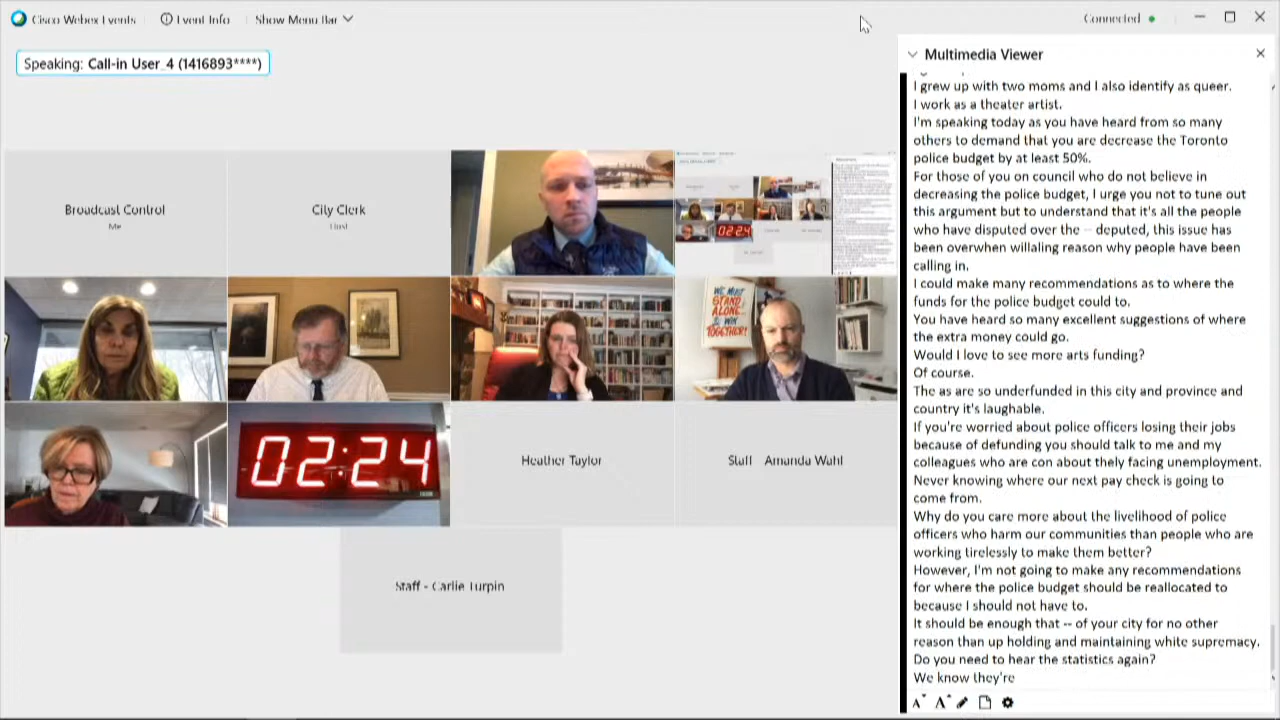 Cisco Webex Events
Event Info
Show Menu Bar
Connected
Speaking: Call-in User_4 (1416893****)
Multimedia Viewer
I grew up with two moms and I also identify as queer.
I work as a theater artist.
I'm speaking today as you have heard from so many
others to demand that you are decrease the Toronto
police budget by at least 50%.
For those of you on council who do not believe in
decreasing the police budget, I urge you not to tune out
this argument but to understand that it's all the people
who have disputed over the -- deputed, this issue has
been overwhen willaling reason why people have been
calling in.
I could make many recommendations as to where the
funds for the police budget could to.
You have heard so many excellent suggestions of where
the extra money could go.
Would I love to see more arts funding?
Of course.
The as are so underfunded in this city and province and
country it's laughable.
If you're worried about police officers losing their jobs
because of defunding you should talk to me and my
colleagues who are con about thely facing unemployment.
Never knowing where our next pay check is going to
come from.
Why do you care more about the livelihood of police
officers who harm our communities than people who are
working tirelessly to make them better?
However, I'm not going to make any recommendations
for where the police budget should be reallocated to
because I should not have to.
It should be enough that -- of your city for no other
reason than up holding and maintaining white supremacy.
Do you need to hear the statistics again?
We know they're
Broadcast
Me
City Clerk
Host
02:24
WE MUST
STAND
ALONE
WIN
TOGETHER!
02:24
Heather Taylor
Staff Amanda Wahl
Staff - Carlie Turpin